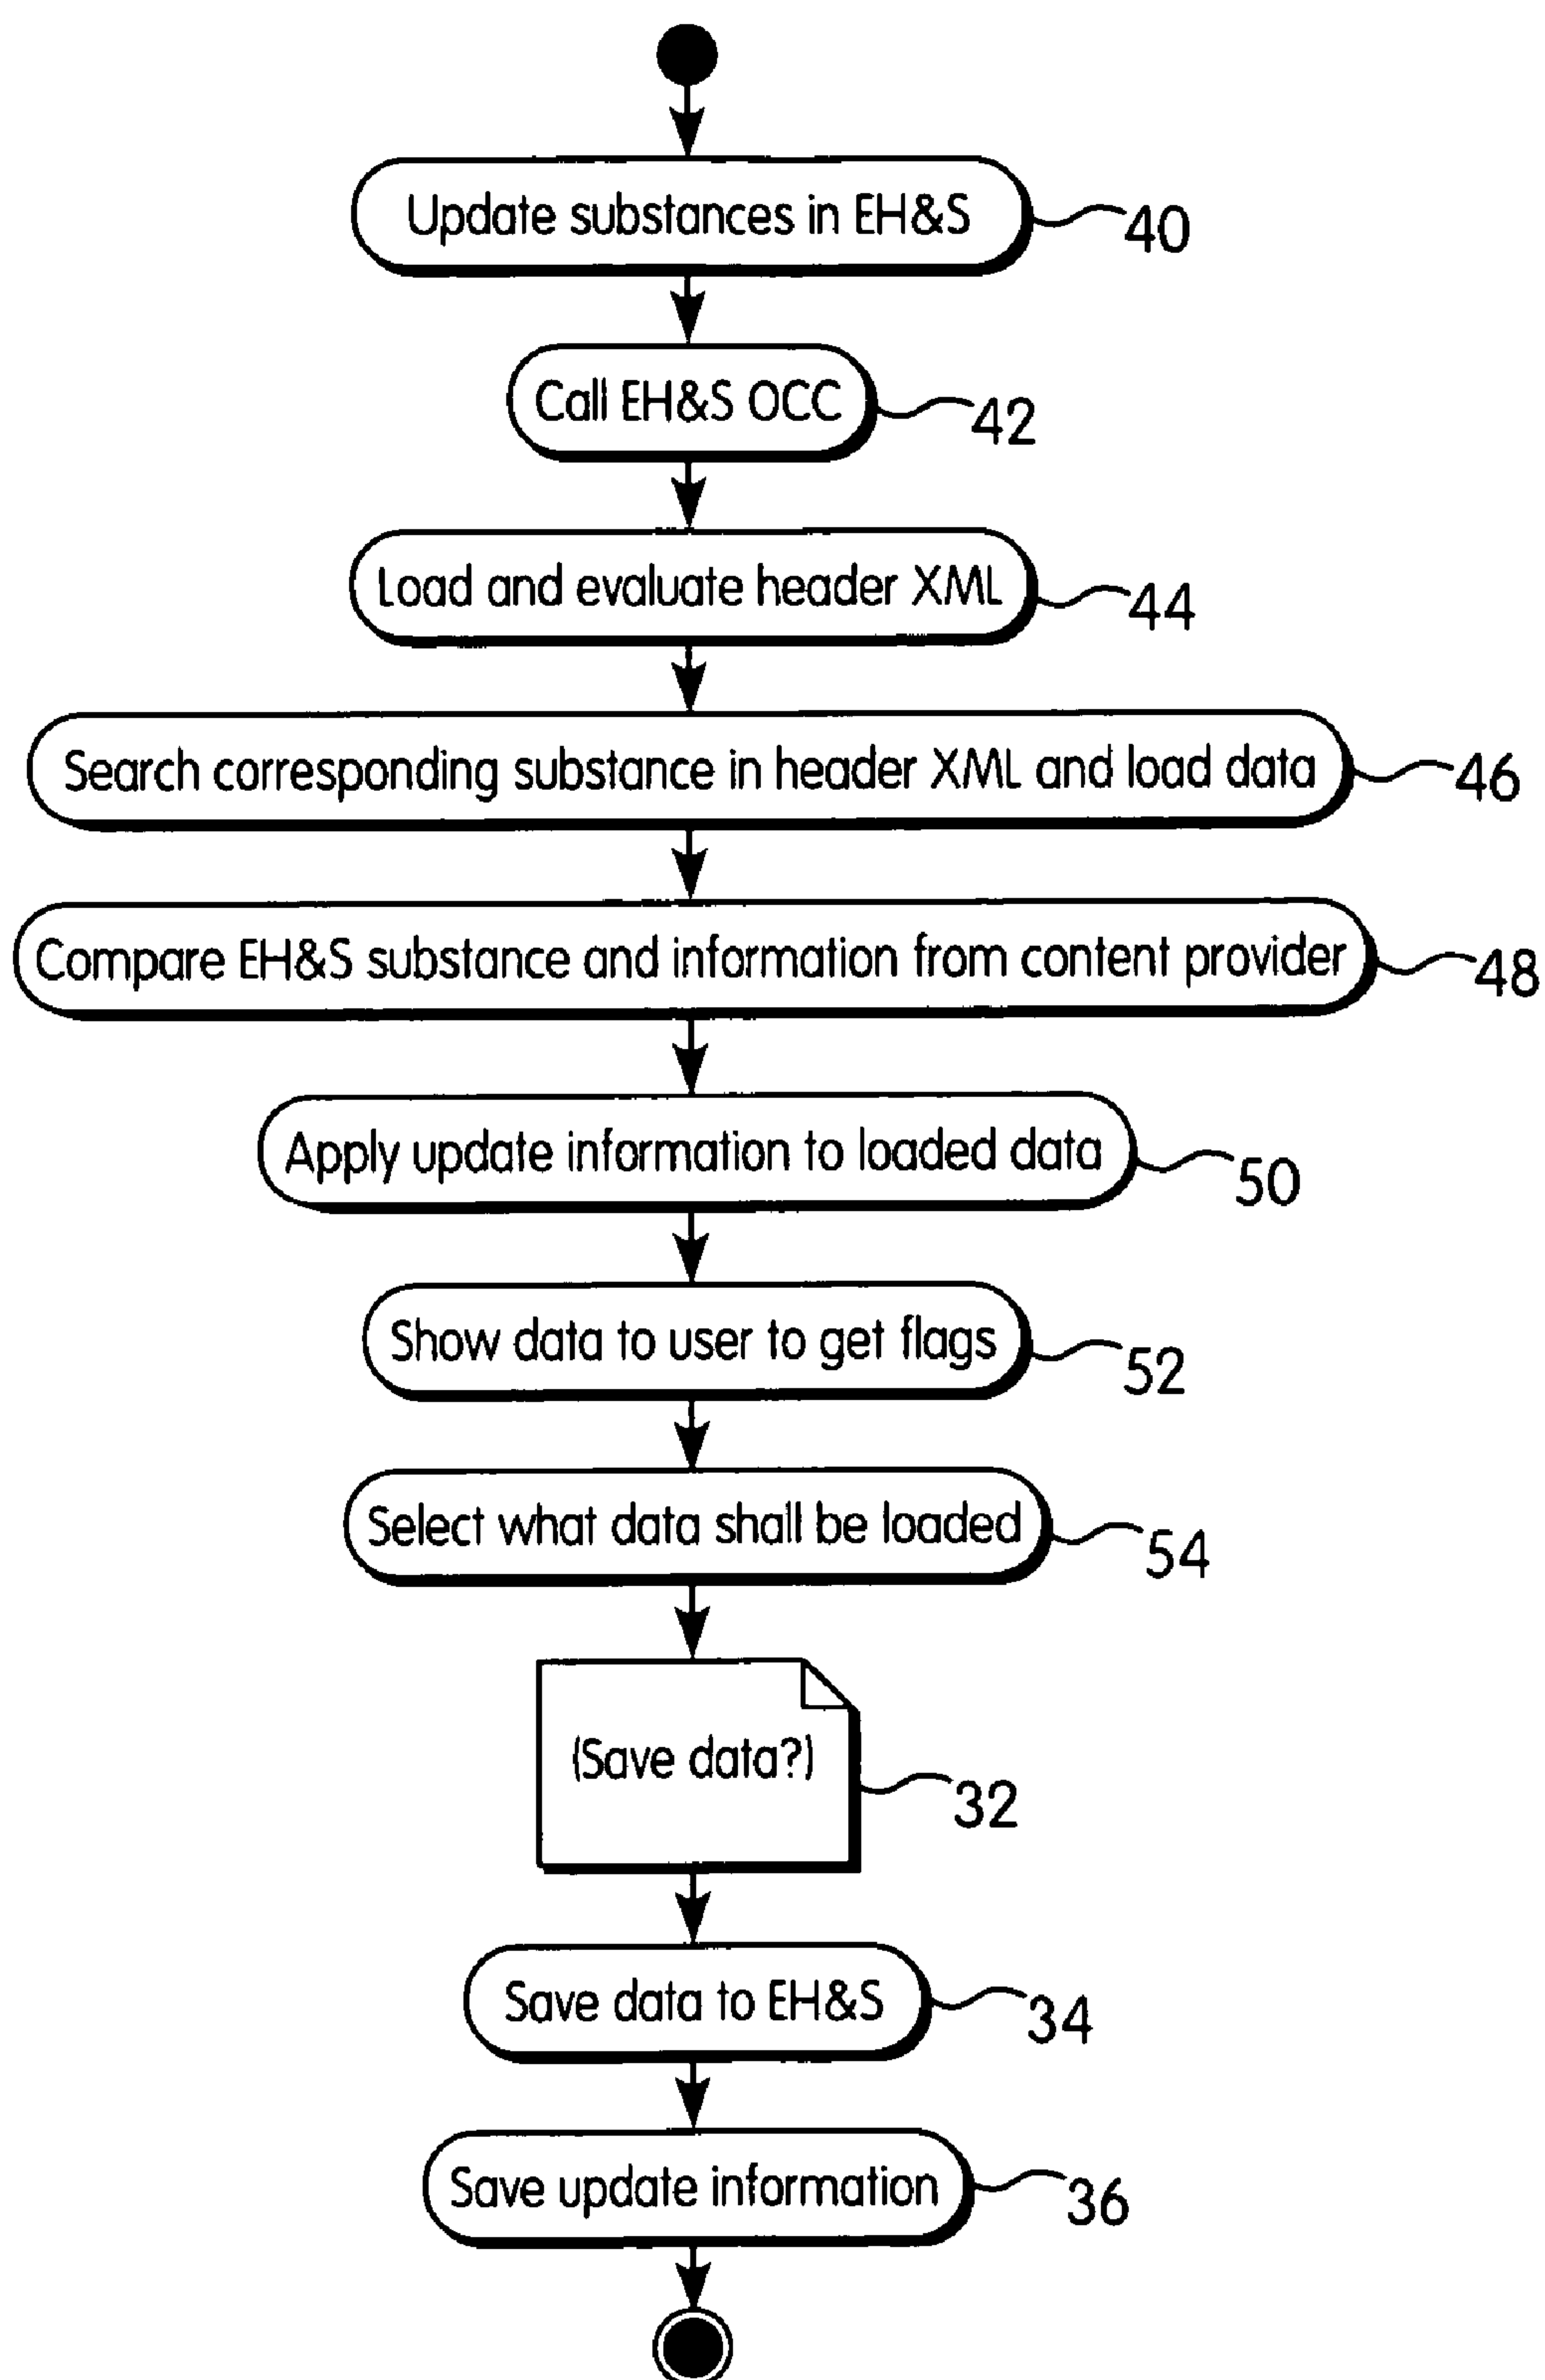 Update substances in EH&S
40
Call EH&S OCC
42
Load and evaluate header XML
44
Search corresponding substance in header XML and load data
46
Compare EH&S substance and information from content provider
48
Apply update information to loaded data
50
Show data to user to get flags
52
Select what data shall be loaded
54
(Save data?)
32
Save data to EH&S
34
Save update information
36